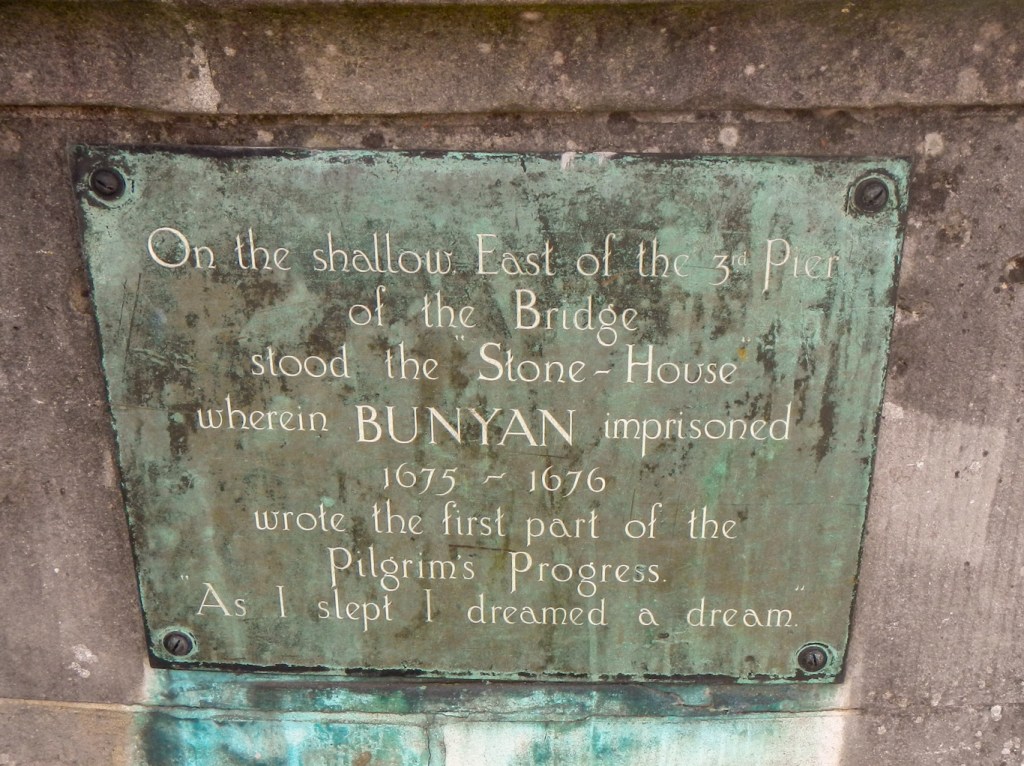 On the shallow. East of the 3rd Pier
of the Bridge
stood the "Stone-House"
wherein BUNYAN imprisoned
1675 ~ 1676
wrote the first part of the
Pilgrim's Progress.
"As I slept I dreamed a dream."